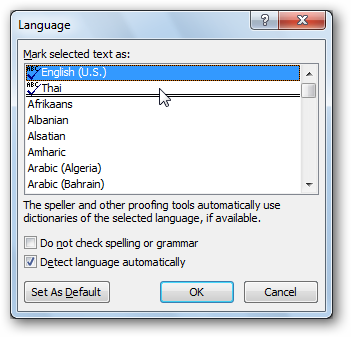 Language
?
Mark selected text as:
ABC English (U.S.)
ABC Thai
Afrikaans
Albanian
Alsatian
Amharic
Arabic (Algeria)
Arabic (Bahrain)
The speller and other proofing tools automatically use
dictionaries of the selected language, if available.
Do not check spelling or grammar
Detect language automatically
Set As Default
OK
Cancel